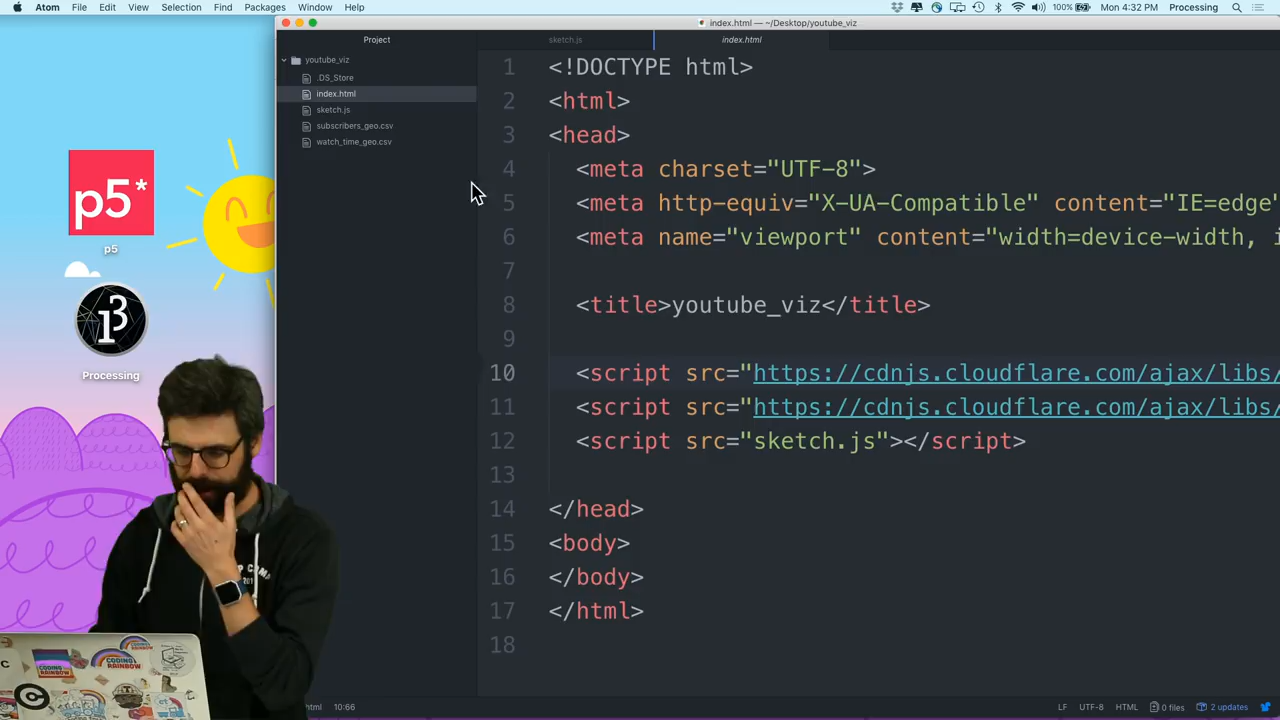 Atom File Edit View Selection Find Packages Window Help 100% Mon 4:32 PM Processing
index.html — ~/Desktop/youtube_viz
Project sketch.js index.html
youtube_viz
.DS_Store
index.html
sketch.js
subscribers_geo.csv
watch_time_geo.csv
p5*
p5
Processing
1 <!DOCTYPE html>
2 <html>
3 <head>
4 <meta charset="UTF-8">
5 <meta http-equiv="X-UA-Compatible" content="IE=edge"
6 <meta name="viewport" content="width=device-width, i
7
8 <title>youtube_viz</title>
9
10 <script src="https://cdnjs.cloudflare.com/ajax/libs/
11 <script src="https://cdnjs.cloudflare.com/ajax/libs/
12 <script src="sketch.js"></script>
13
14 </head>
15 <body>
16 </body>
17 </html>
18
CODING
RAINBOW
html 10:66 LF UTF-8 HTML 0 files 2 updates